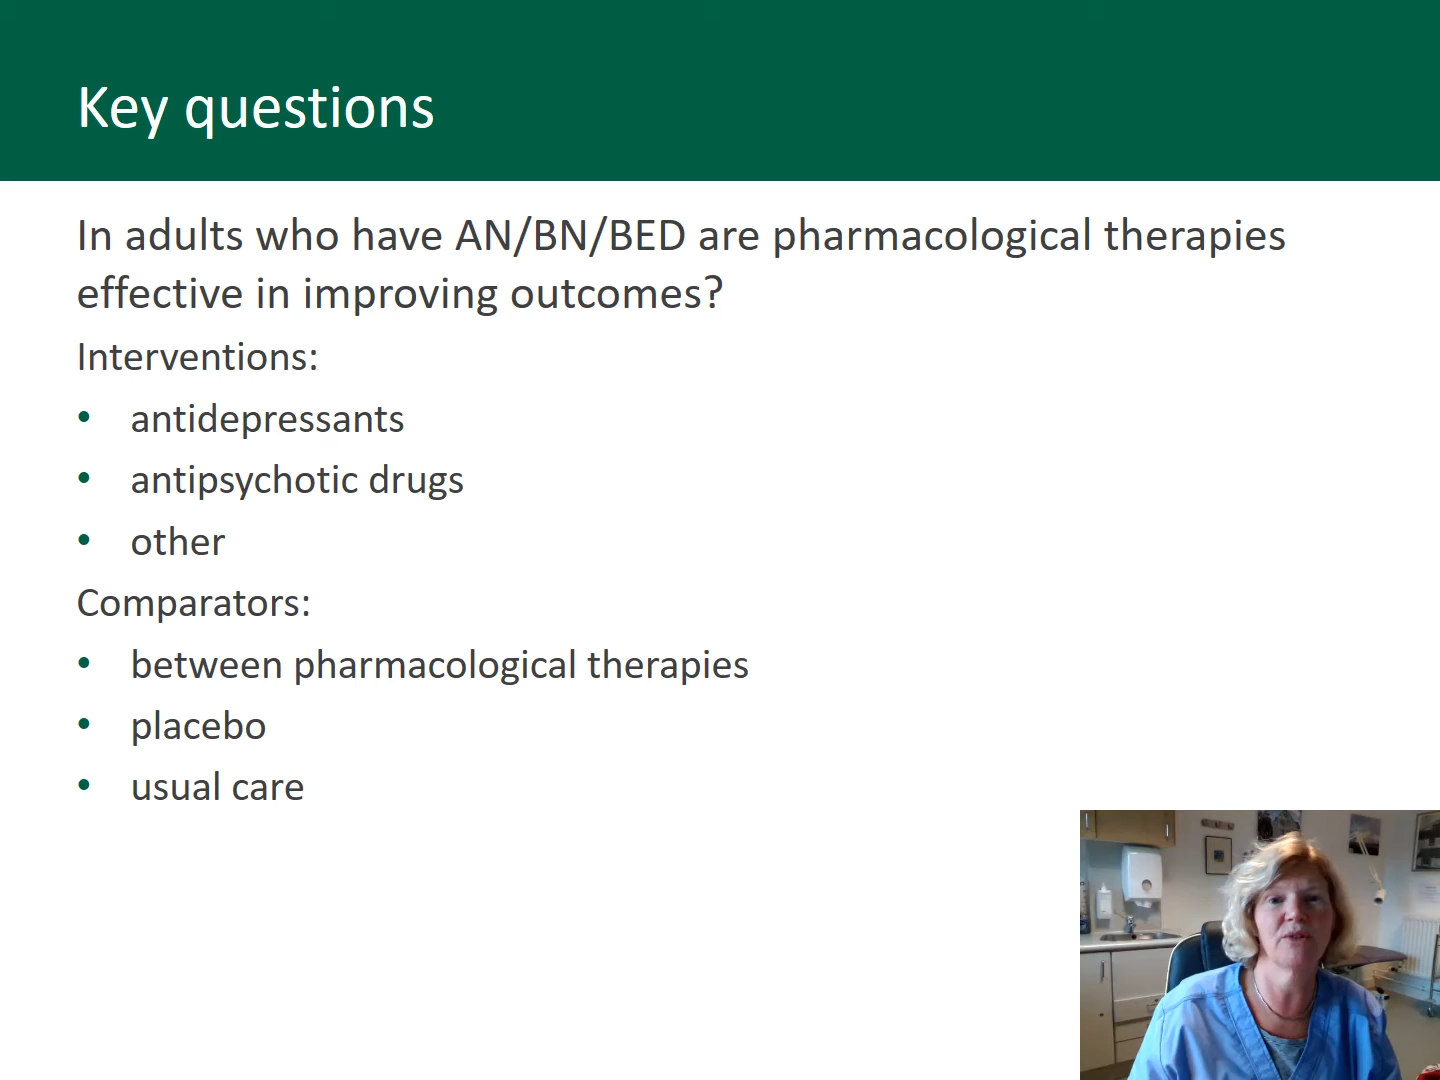 Key questions
In adults who have AN/BN/BED are pharmacological therapies
effective in improving outcomes?
Interventions:
• antidepressants
• antipsychotic drugs
• other
Comparators:
• between pharmacological therapies
• placebo
• usual care